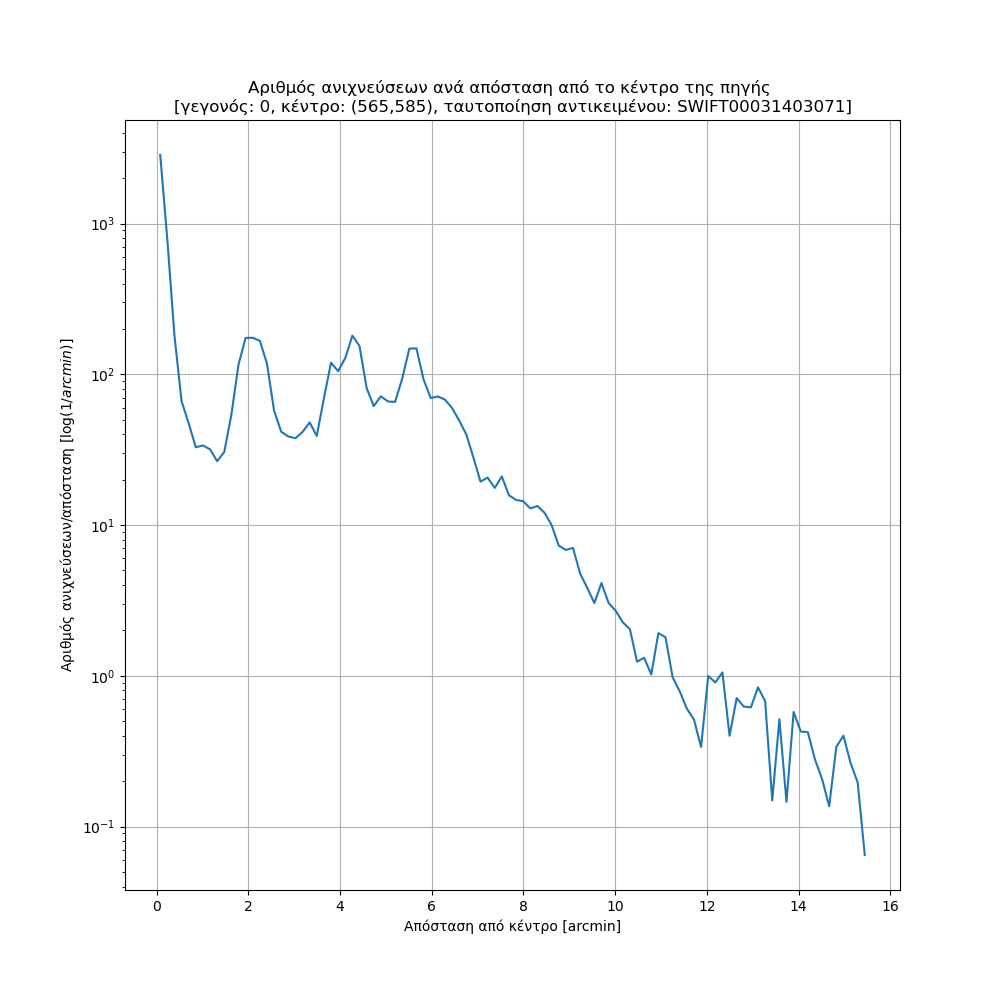 Αριθμός ανιχνεύσεων ανά απόσταση από το κέντρο της πηγής
[γεγονός: 0, κέντρο: (565,585), ταυτοποίηση αντικειμένου: SWIFT00031403071]
Αριθμός ανιχνεύσεων/απόσταση [log(1/arcmin)]
10³
10²
10¹
10⁰
10⁻¹
0 2 4 6 8 10 12 14 16
Απόσταση από κέντρο [arcmin]